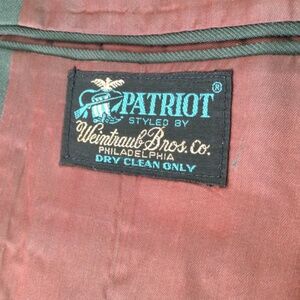 PATRIOT ®
STYLED BY
Weintraub Bros. Co.
PHILADELPHIA
DRY CLEAN ONLY